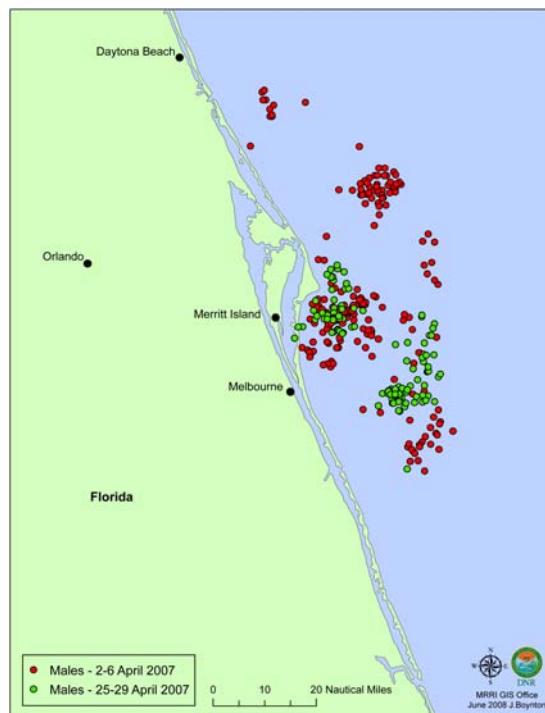 Daytona Beach
Orlando
Merritt Island
Melbourne
Florida
Males - 2-6 April 2007
Males - 25-29 April 2007
0 10 20 Nautical Miles
N
W E
S
DNR
MRRI GIS Office
June 2008 J.Boynton